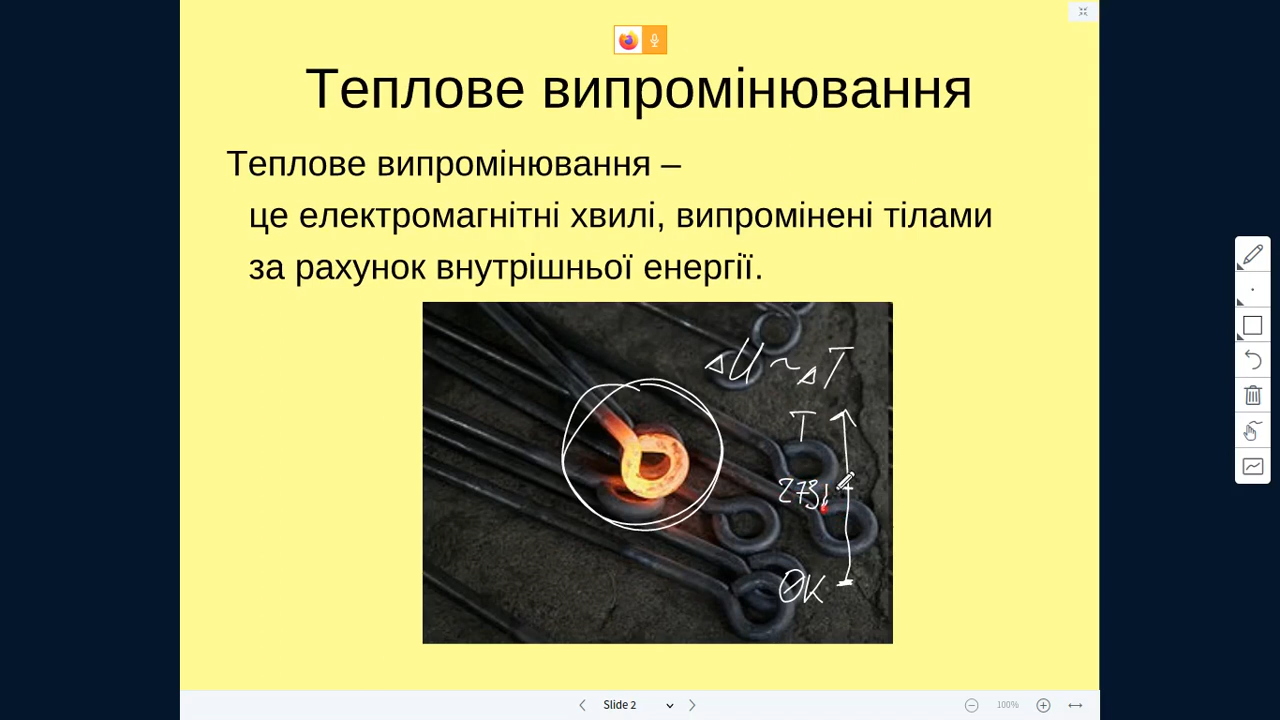 Теплове випромінювання
Теплове випромінювання –
це електромагнітні хвилі, випромінені тілами
за рахунок внутрішньої енергії.
ΔU ~ ΔT
T
273
0K
Slide 2
100%